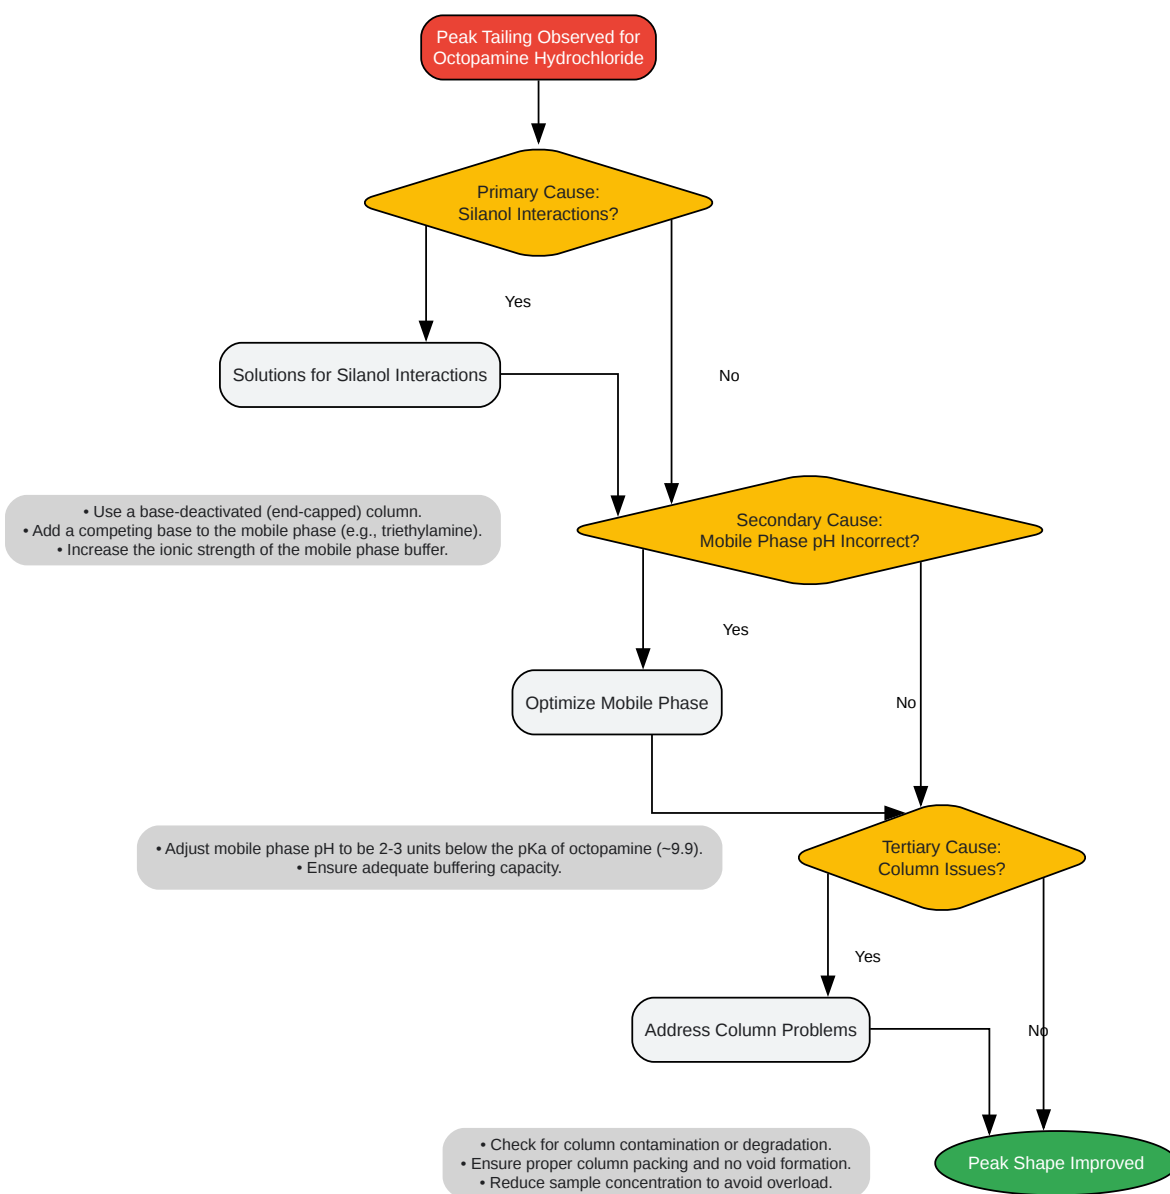 Peak Tailing Observed for
Octopamine Hydrochloride
Primary Cause:
Silanol Interactions?
Yes
Solutions for Silanol Interactions
No
• Use a base-deactivated (end-capped) column.
• Add a competing base to the mobile phase (e.g., triethylamine).
• Increase the ionic strength of the mobile phase buffer.
Secondary Cause:
Mobile Phase pH Incorrect?
Yes
Optimize Mobile Phase
No
• Adjust mobile phase pH to be 2-3 units below the pKa of octopamine (~9.9).
• Ensure adequate buffering capacity.
Tertiary Cause:
Column Issues?
Yes
Address Column Problems
No
• Check for column contamination or degradation.
• Ensure proper column packing and no void formation.
• Reduce sample concentration to avoid overload.
Peak Shape Improved